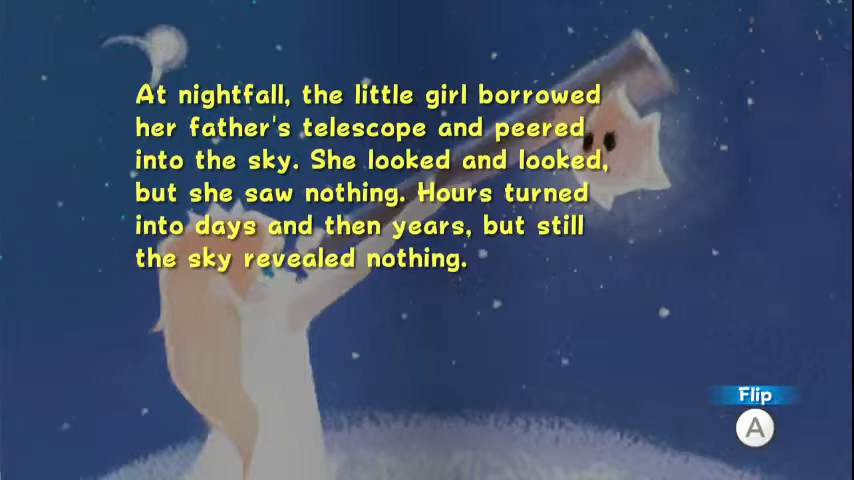 At nightfall, the little girl borrowed
her father's telescope and peered
into the sky. She looked and looked,
but she saw nothing. Hours turned
into days and then years, but still
the sky revealed nothing.
Flip
A